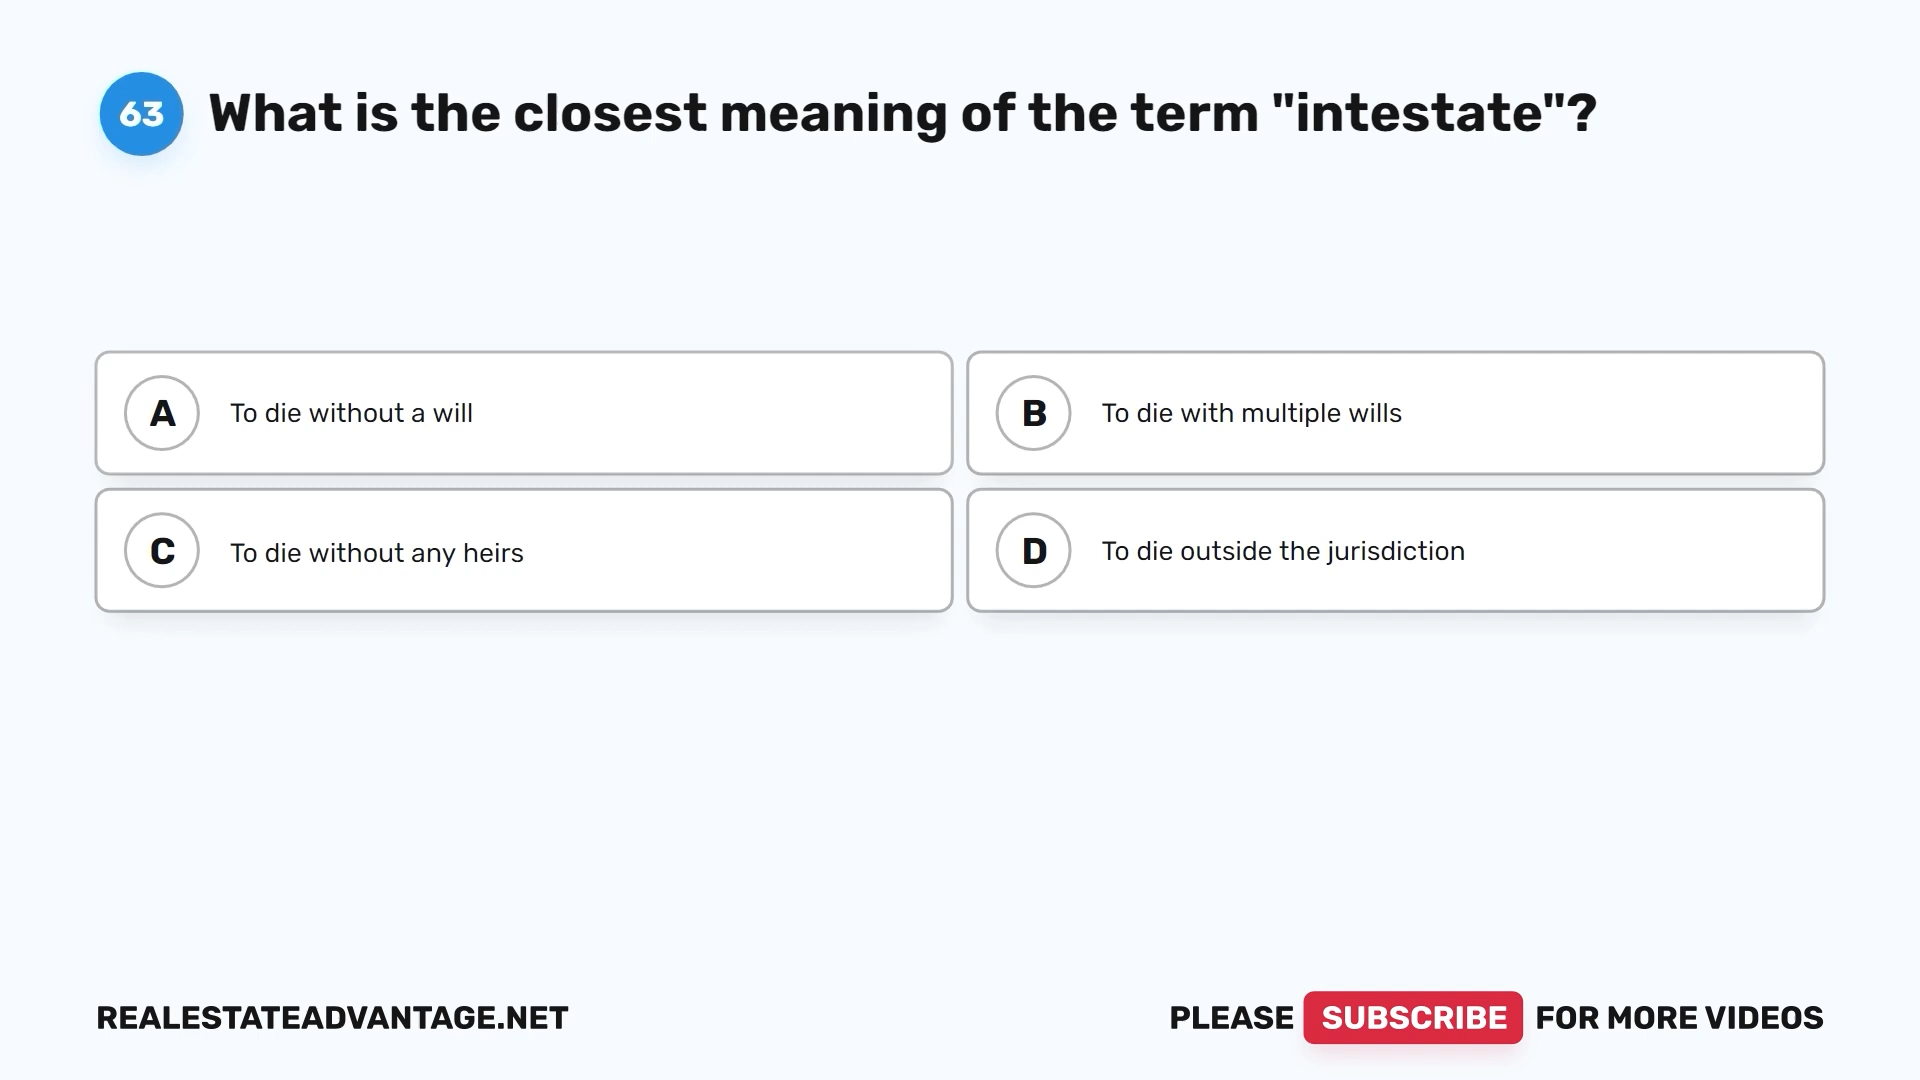 63 What is the closest meaning of the term "intestate"?
A To die without a will
B To die with multiple wills
C To die without any heirs
D To die outside the jurisdiction
REALESTATEADVANTAGE.NET
PLEASE SUBSCRIBE FOR MORE VIDEOS